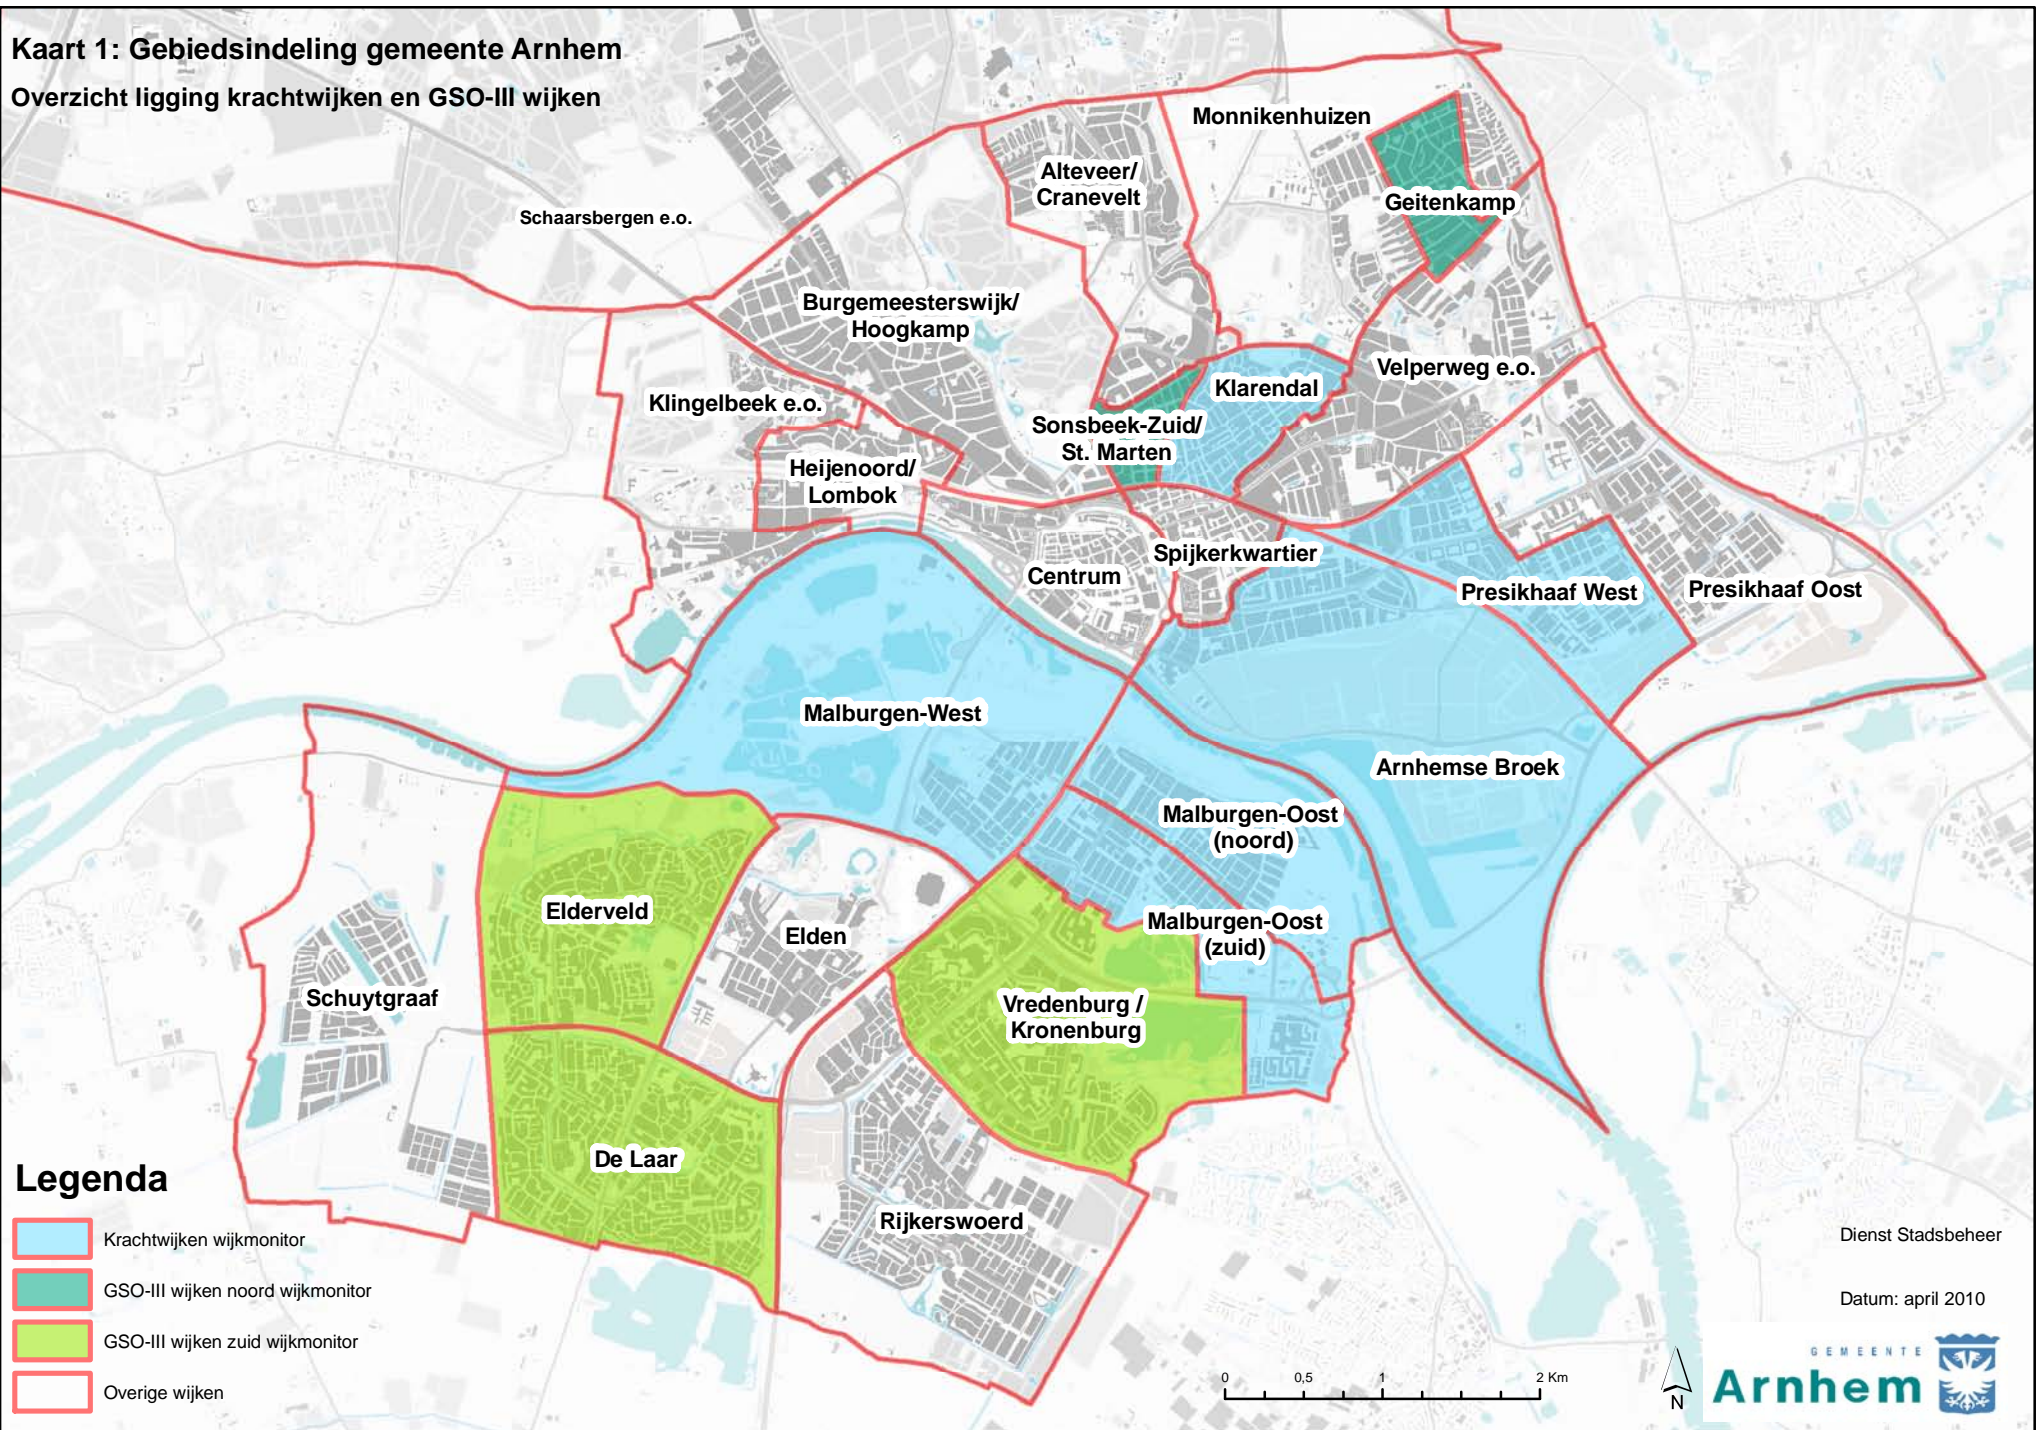 Kaart 1: Gebiedsindeling gemeente Arnhem
Overzicht ligging krachtwijken en GSO-III wijken
Monnikenhuizen
Alteveer/
Cranevelt
Geitenkamp
Schaarsbergen e.o.
Burgemeesterswijk/
Hoogkamp
Velperweg e.o.
Klarendal
Klingelbeek e.o.
Sonsbeek-Zuid/
St. Marten
Heijenoord/
Lombok
Spijkerkwartier
Centrum
Presikhaaf West
Presikhaaf Oost
Malburgen-West
Arnhemse Broek
Malburgen-Oost
(noord)
Elderveld
Malburgen-Oost
(zuid)
Elden
Schuytgraaf
Vredenburg /
Kronenburg
De Laar
Rijkerswoerd
Legenda
Krachtwijken wijkmonitor
GSO-III wijken noord wijkmonitor
GSO-III wijken zuid wijkmonitor
Overige wijken
Dienst Stadsbeheer
Datum: april 2010
0 0,5 1 2 Km
N
GEMEENTE
Arnhem